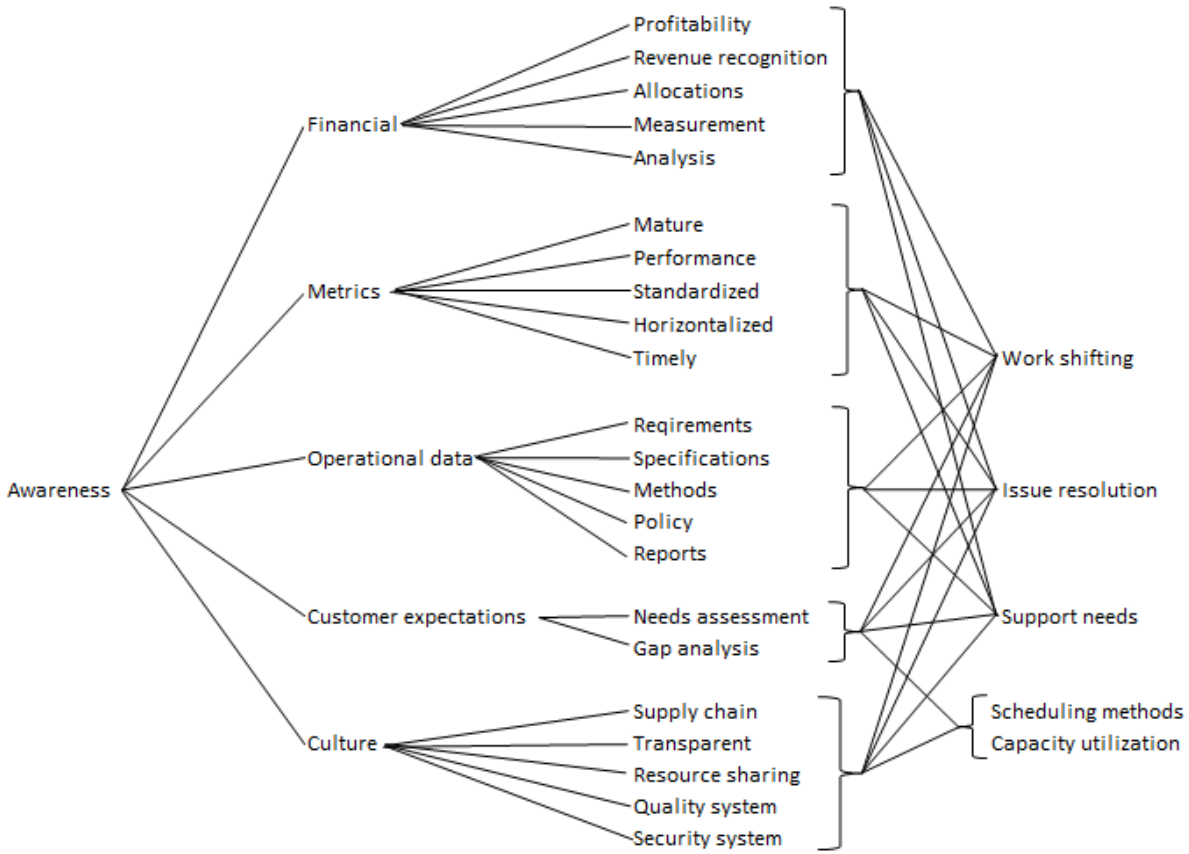 Profitability
Revenue recognition
Allocations
Financial
Measurement
Analysis
Mature
Performance
Metrics
Standardized
Horizontalized
Timely
Work shifting
Reqirements
Operational data
Specifications
Awareness
Methods
Issue resolution
Policy
Reports
Customer expectations
Needs assessment
Support needs
Gap analysis
Supply chain
Scheduling methods
Culture
Transparent
Capacity utilization
Resource sharing
Quality system
Security system